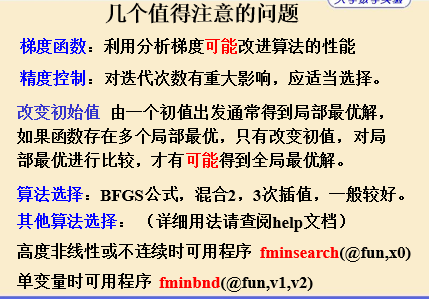 几个值得注意的问题
梯度函数：利用分析梯度可能改进算法的性能
精度控制：对迭代次数有重大影响，应适当选择。
改变初始值 由一个初值出发通常得到局部最优解，
如果函数存在多个局部最优，只有改变初值，对局
部最优进行比较，才有可能得到全局最优解。
算法选择：BFGS公式，混合2，3次插值，一般较好。
其他算法选择：（详细用法请查阅help文档）
高度非线性或不连续时可用程序 fminsearch(@fun,x0)
单变量时可用程序 fminbnd(@fun,v1,v2)